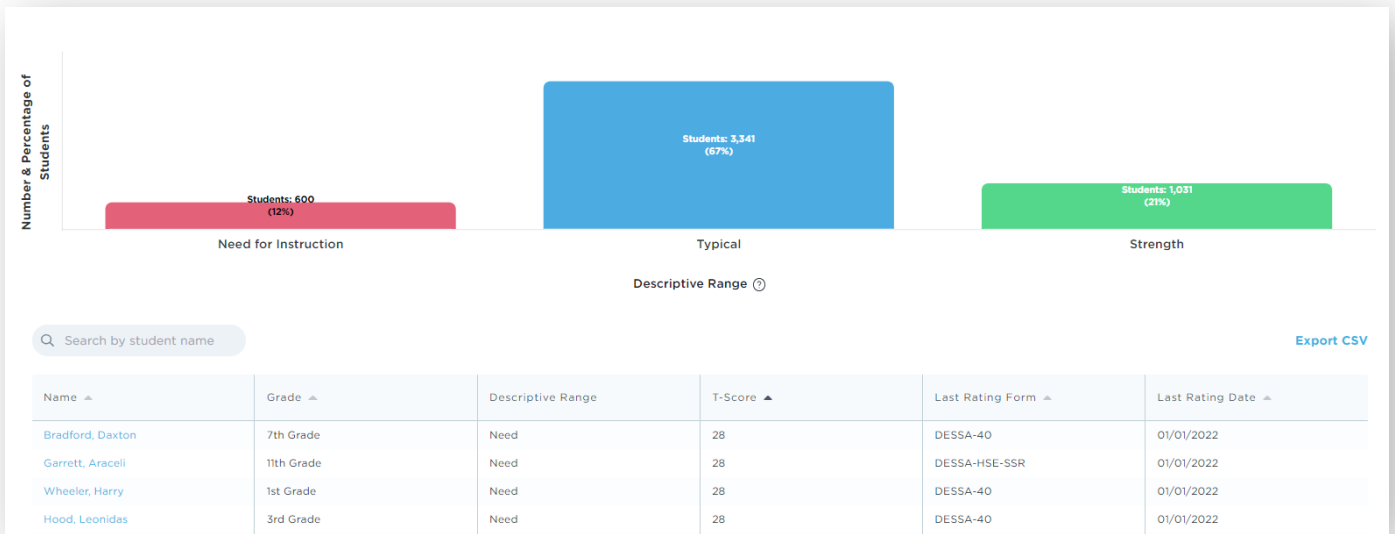 Number & Percentage of
Students
Students: 600
(12%)
Students: 3,341
(67%)
Students: 1,031
(21%)
Need for Instruction
Typical
Strength
Descriptive Range ?
Search by student name
Export CSV
Name Grade Descriptive Range T-Score Last Rating Form Last Rating Date
Bradford, Daxton 7th Grade Need 28 DESSA-40 01/01/2022
Garrett, Araceli 11th Grade Need 28 DESSA-HSE-SSR 01/01/2022
Wheeler, Harry 1st Grade Need 28 DESSA-40 01/01/2022
Hood, Leonidas 3rd Grade Need 28 DESSA-40 01/01/2022